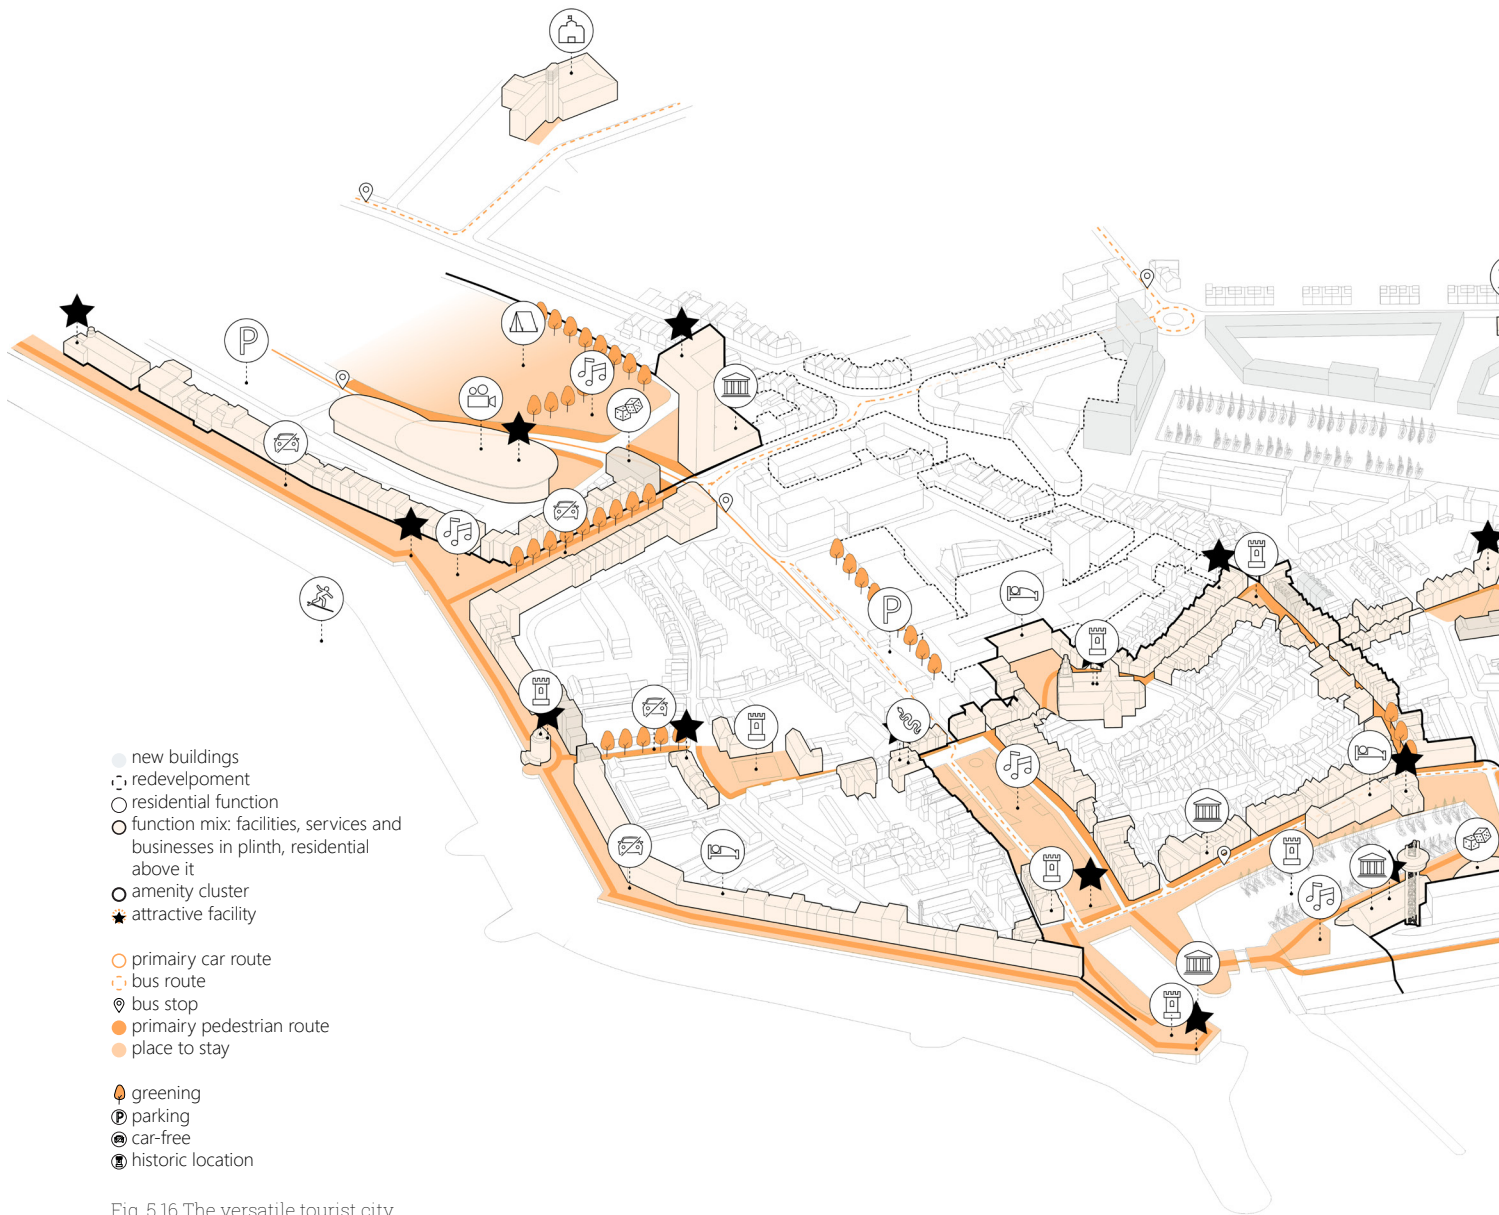 P
P
new buildings
redevelpoment
residential function
function mix: facilities, services and
businesses in plinth, residential
above it
amenity cluster
attractive facility
primairy car route
bus route
bus stop
primairy pedestrian route
place to stay
greening
P parking
car-free
historic location
Fig. 5.16 The versatile tourist city